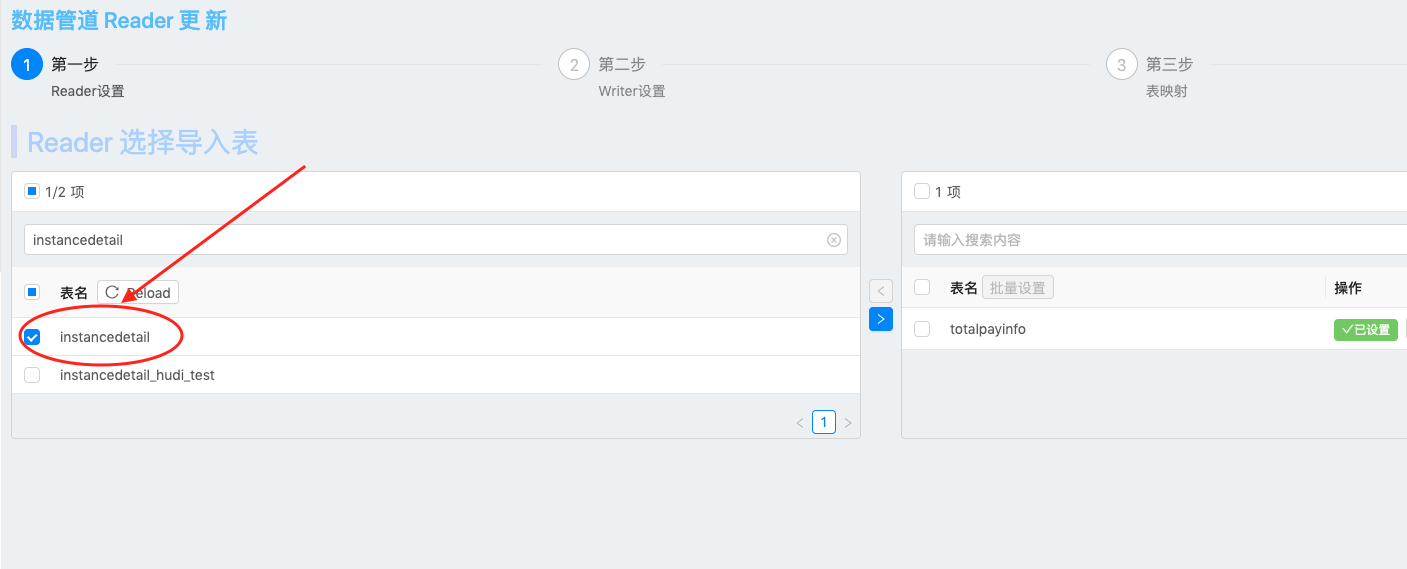 数据管道 Reader 更 新
1 第一步
Reader设置
2 第二步
Writer设置
3 第三步
表映射
Reader 选择导入表
1/2 项
instancedetail
表名 Reload
instancedetail
instancedetail_hudi_test
< 1 >
<
>
1 项
请输入搜索内容
表名 批量设置 操作
totalpayinfo 已设置